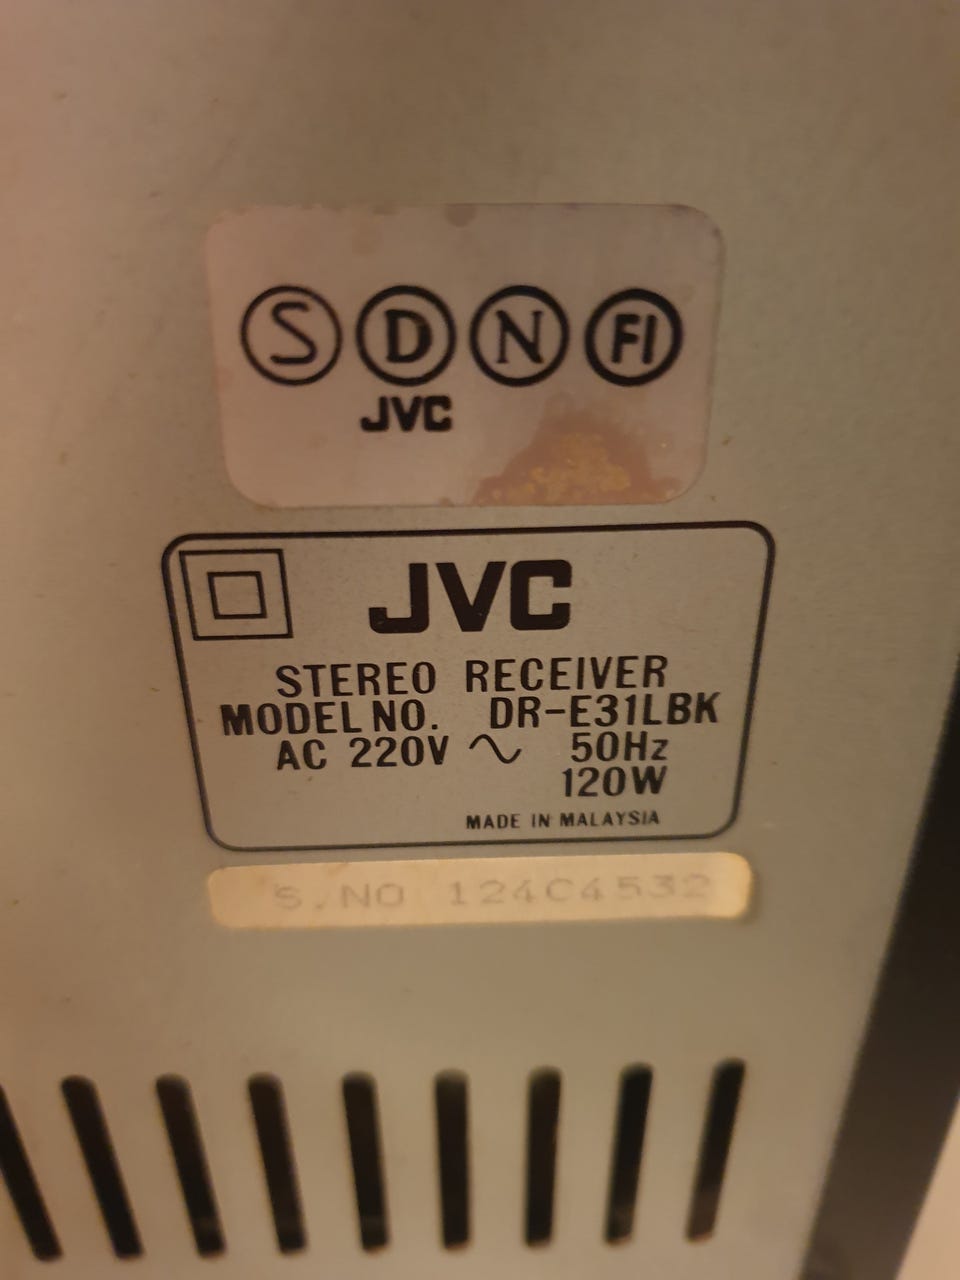 S D N FI
JVC
JVC
STEREO RECEIVER
MODEL NO. DR-E31LBK
AC 220V ∿ 50Hz
120W
MADE IN MALAYSIA
S.NO 124C4532